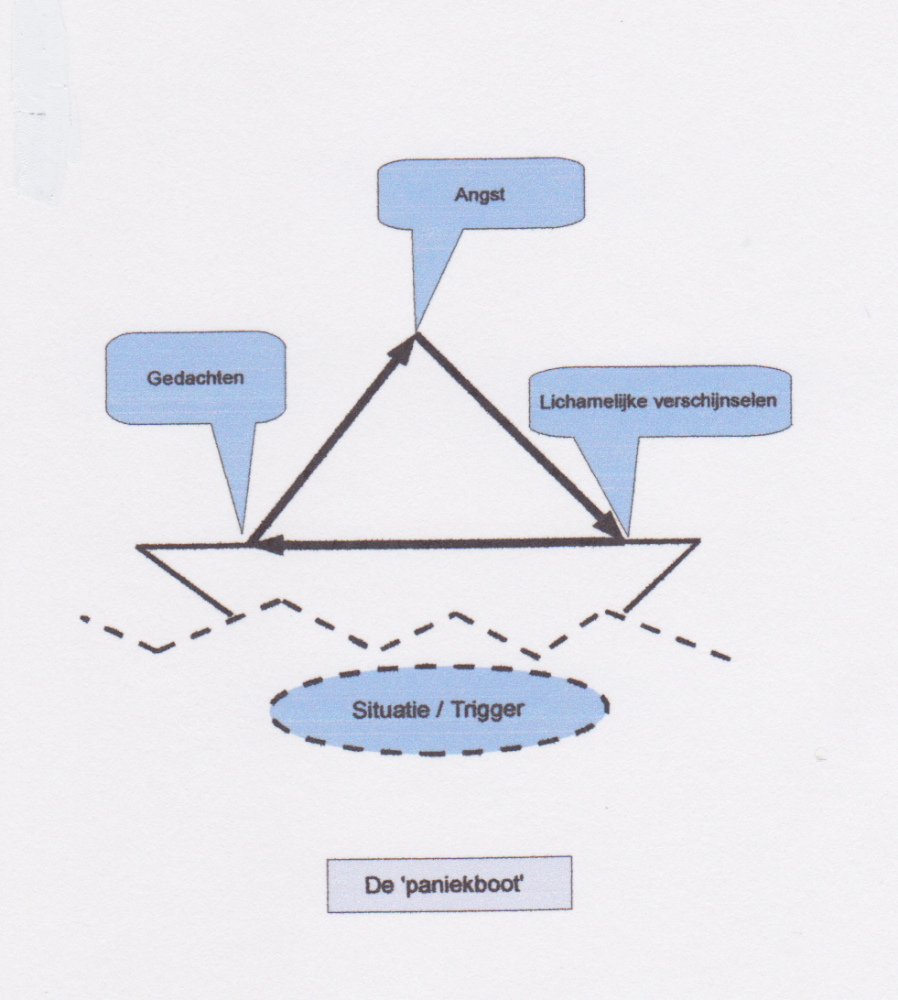 Angst
Gedachten
Lichamelijke verschijnselen
Situatie / Trigger
De 'paniekboot'